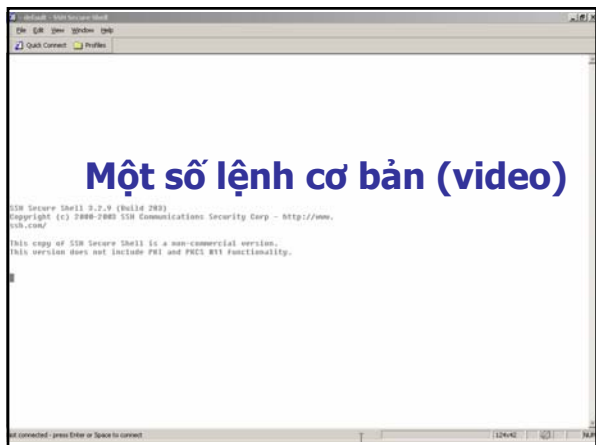 - default - SSH Secure Shell
File Edit View Window Help
Quick Connect Profiles
Một số lệnh cơ bản (video)
SSH Secure Shell 3.2.9 (Build 283)
Copyright (c) 2000-2003 SSH Communications Security Corp - http://www.
ssh.com/
This copy of SSH Secure Shell is a non-commercial version.
This version does not include PKI and PKCS #11 functionality.
not connected - press Enter or Space to connect
124x42
NUM